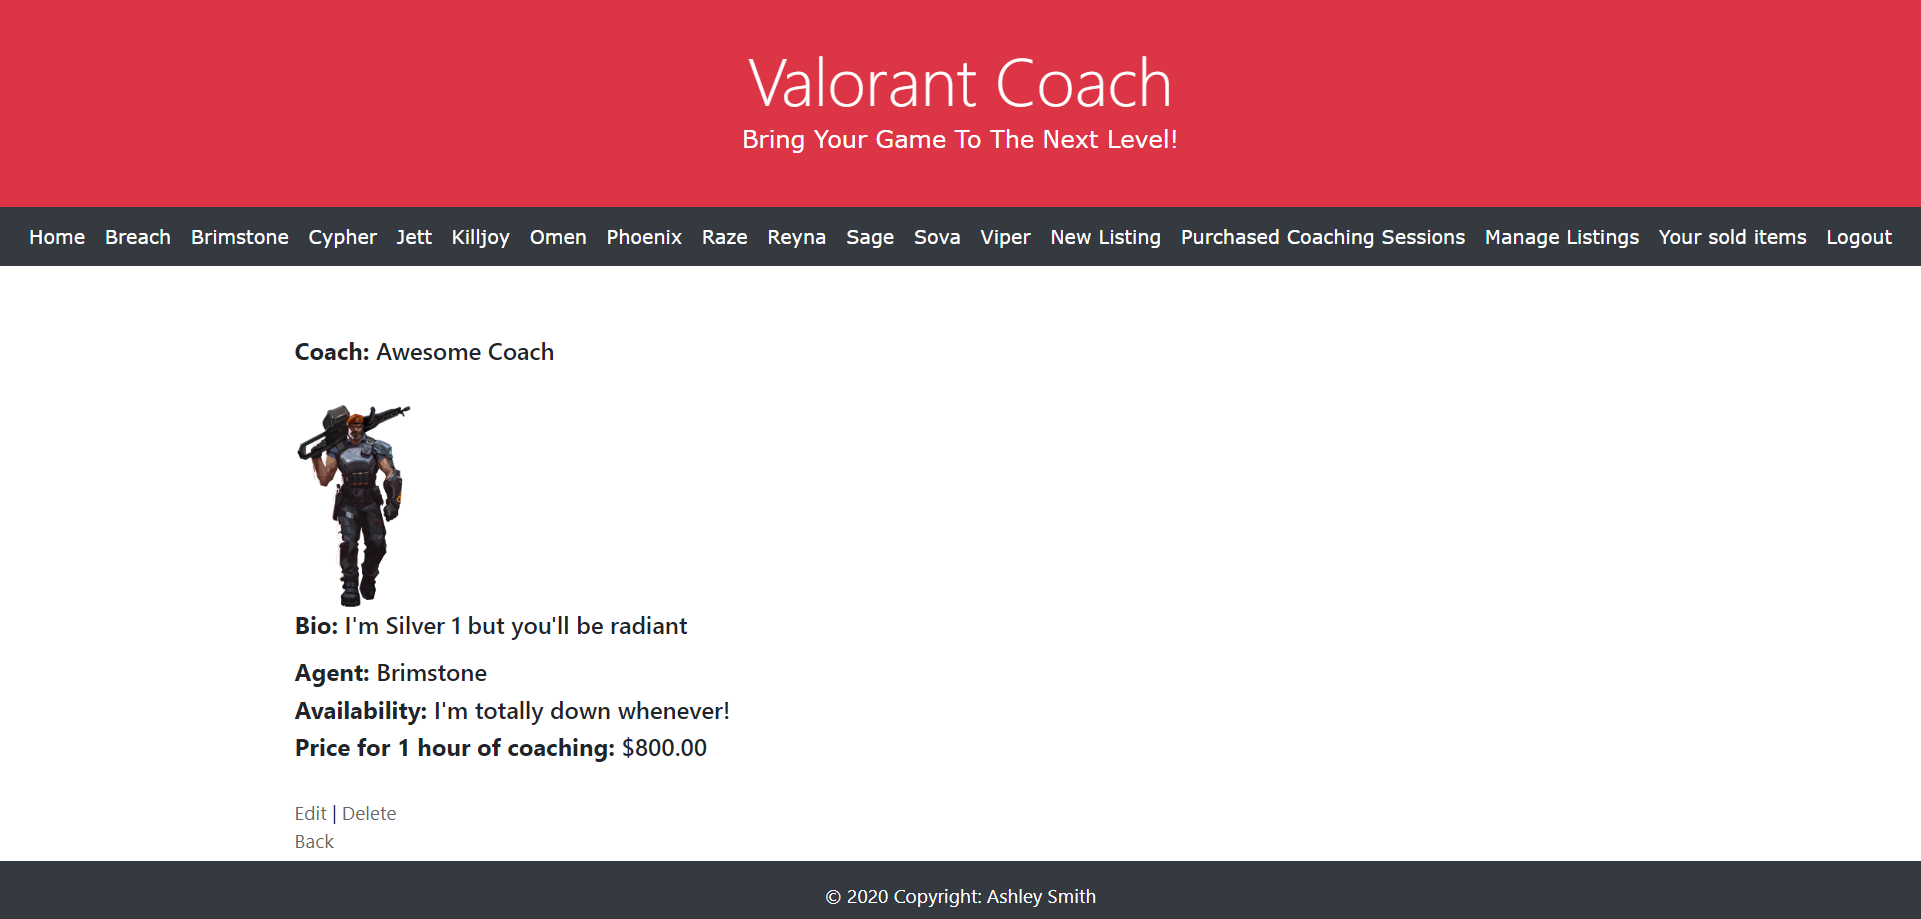 Valorant Coach
Bring Your Game To The Next Level!
Home Breach Brimstone Cypher Jett Killjoy Omen Phoenix Raze Reyna Sage Sova Viper New Listing Purchased Coaching Sessions Manage Listings Your sold items Logout
Coach: Awesome Coach
Bio: I'm Silver 1 but you'll be radiant
Agent: Brimstone
Availability: I'm totally down whenever!
Price for 1 hour of coaching: $800.00
Edit | Delete
Back
© 2020 Copyright: Ashley Smith